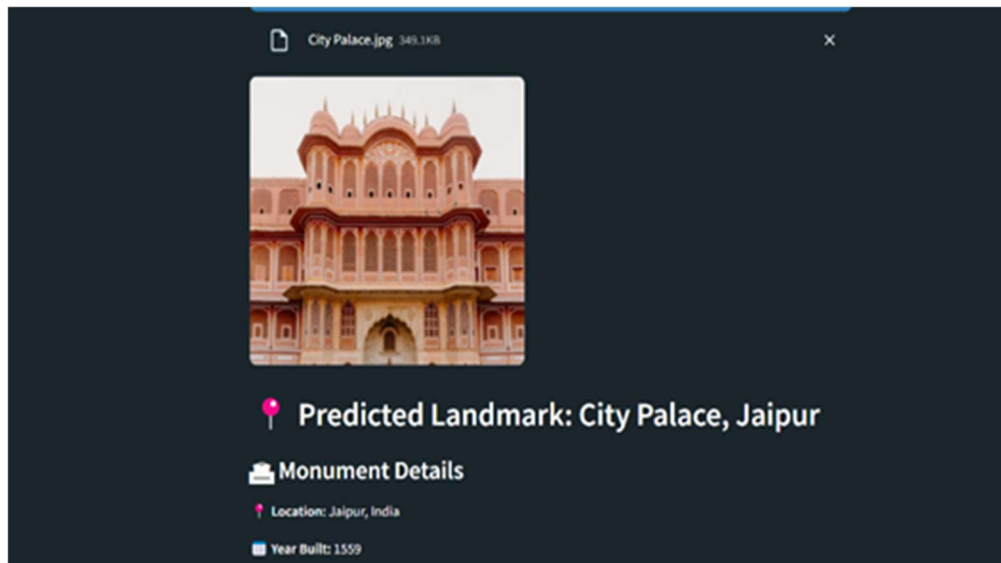 City Palace.jpg 349.1KB
Predicted Landmark: City Palace, Jaipur
Monument Details
Location: Jaipur, India
Year Built: 1559